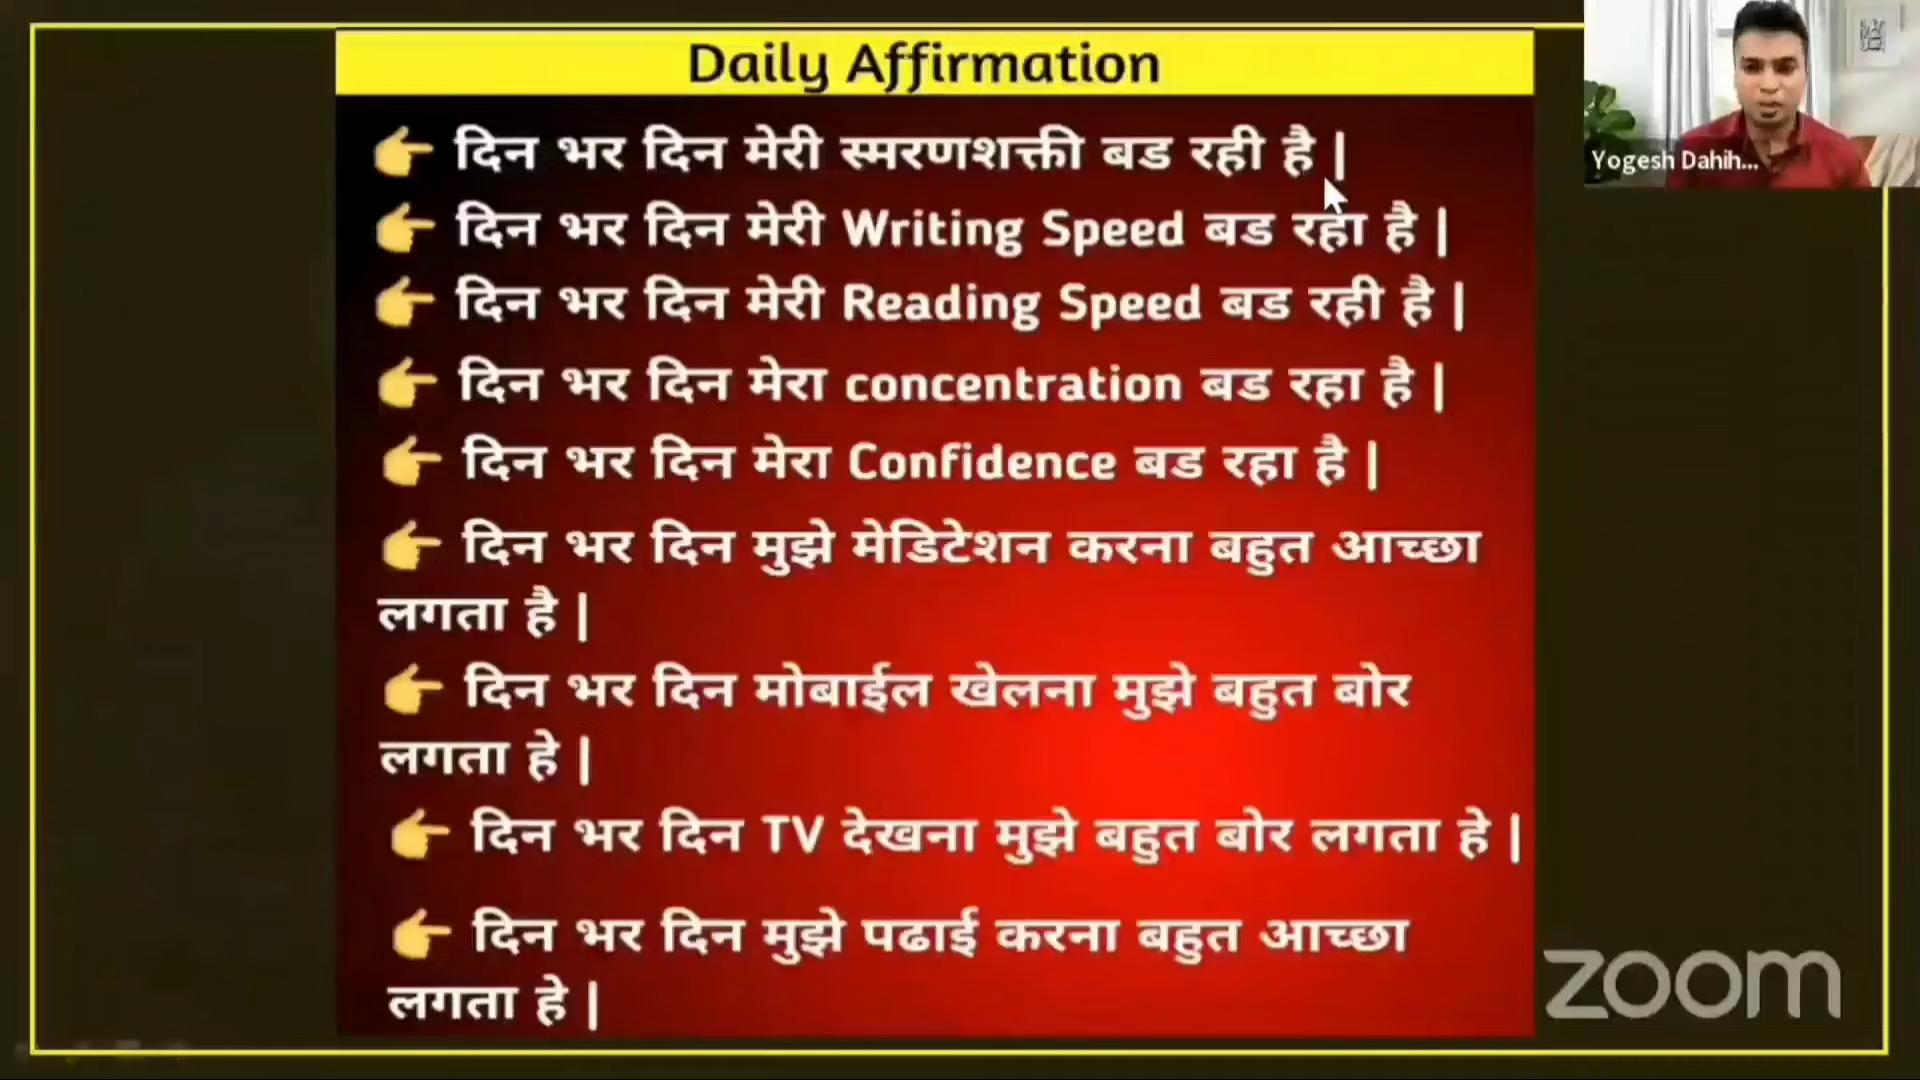 Daily Affirmation
Yogesh Dahih...
👉 दिन भर दिन मेरी स्मरणशक्ती बड रही है |
👉 दिन भर दिन मेरी Writing Speed बड रहा है |
👉 दिन भर दिन मेरी Reading Speed बड रही है |
👉 दिन भर दिन मेरा concentration बड रहा है |
👉 दिन भर दिन मेरा Confidence बड रहा है |
👉 दिन भर दिन मुझे मेडिटेशन करना बहुत आच्छा
लगता है |
👉 दिन भर दिन मोबाईल खेलना मुझे बहुत बोर
लगता हे |
👉 दिन भर दिन TV देखना मुझे बहुत बोर लगता हे |
👉 दिन भर दिन मुझे पढाई करना बहुत आच्छा
लगता हे |
zoom